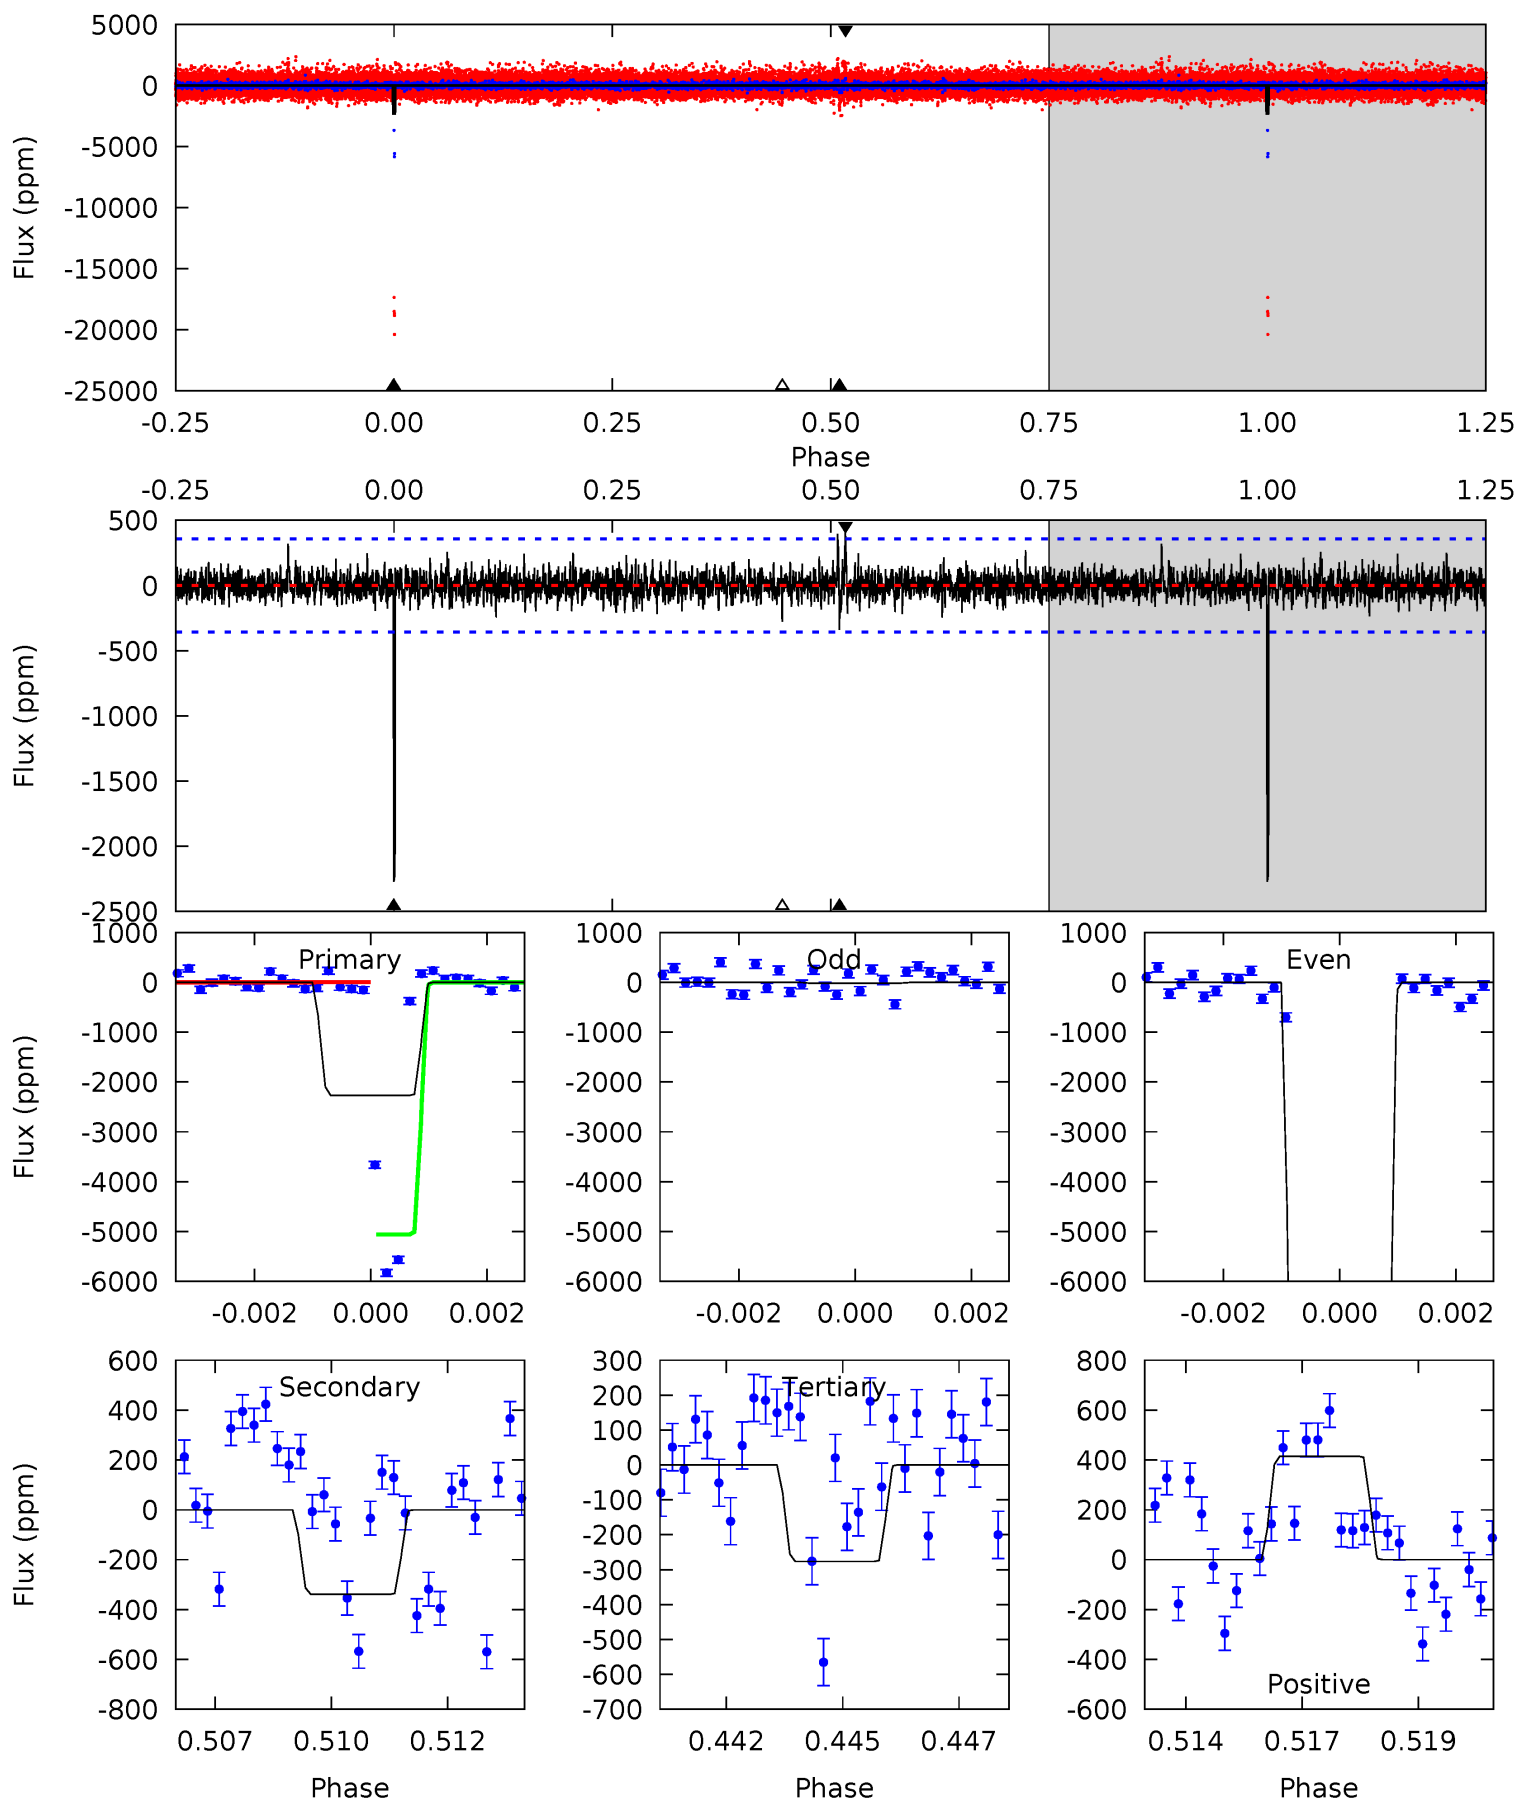 5000
0
-5000
-10000
-15000
-20000
-25000
Flux (ppm)
-0.25 0.00 0.25 0.50 0.75 1.00 1.25
Phase
-0.25 0.00 0.25 0.50 0.75 1.00 1.25
500
0
-500
-1000
-1500
-2000
-2500
Flux (ppm)
Primary
1000
0
-1000
-2000
-3000
-4000
-5000
-6000
Flux (ppm)
-0.002 0.000 0.002
Odd
1000
0
-1000
-2000
-3000
-4000
-5000
-6000
-0.002 0.000 0.002
Even
1000
0
-1000
-2000
-3000
-4000
-5000
-6000
-0.002 0.000 0.002
Secondary
600
400
200
0
-200
-400
-600
-800
Flux (ppm)
0.507 0.510 0.512
Phase
Tertiary
300
200
100
0
-100
-200
-300
-400
-500
-600
-700
0.442 0.445 0.447
Phase
800
600
400
200
0
-200
-400
-600
Positive
0.514 0.517 0.519
Phase